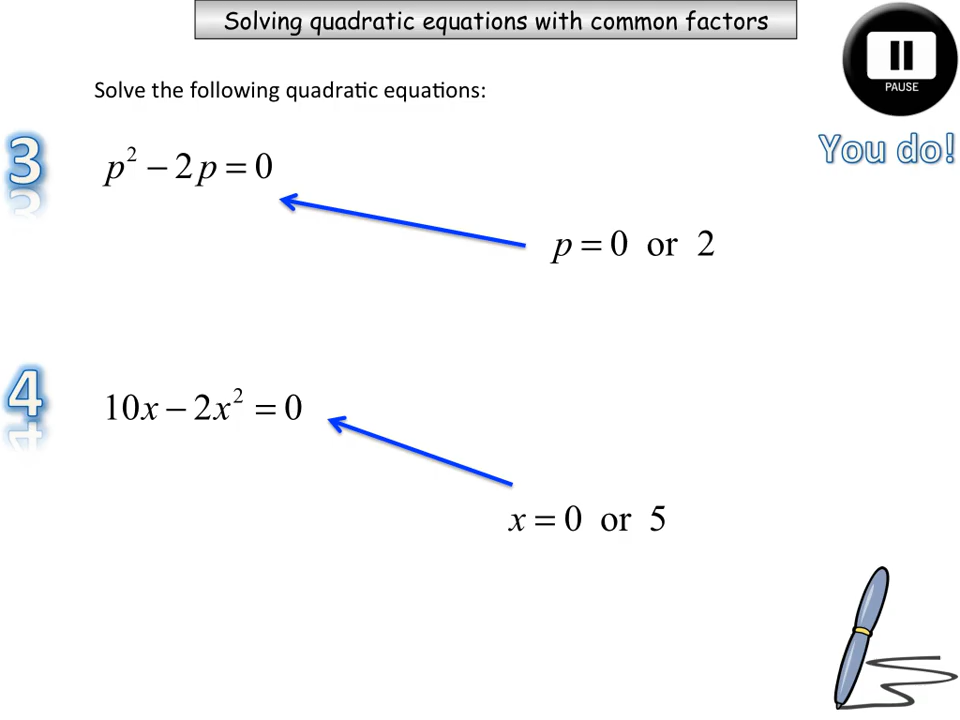 Solving quadratic equations with common factors
PAUSE
Solve the following quadratic equations:
You do!
3
p² − 2p = 0
p = 0 or 2
4
10x − 2x² = 0
x = 0 or 5